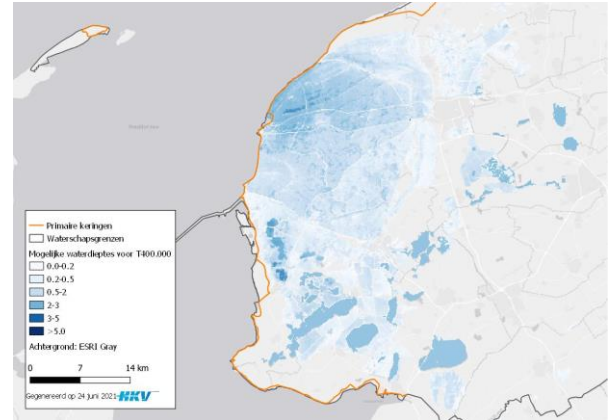 Primaire keringen
Waterschapsgrenzen
Mogelijke waterdieptes voor T400.000
0.0-0.2
0.2-0.5
0.5-2
2-3
3-5
>5.0
Achtergrond: ESRI Gray
0 7 14 km
Gegenereerd op 24 juni 2021 HKV